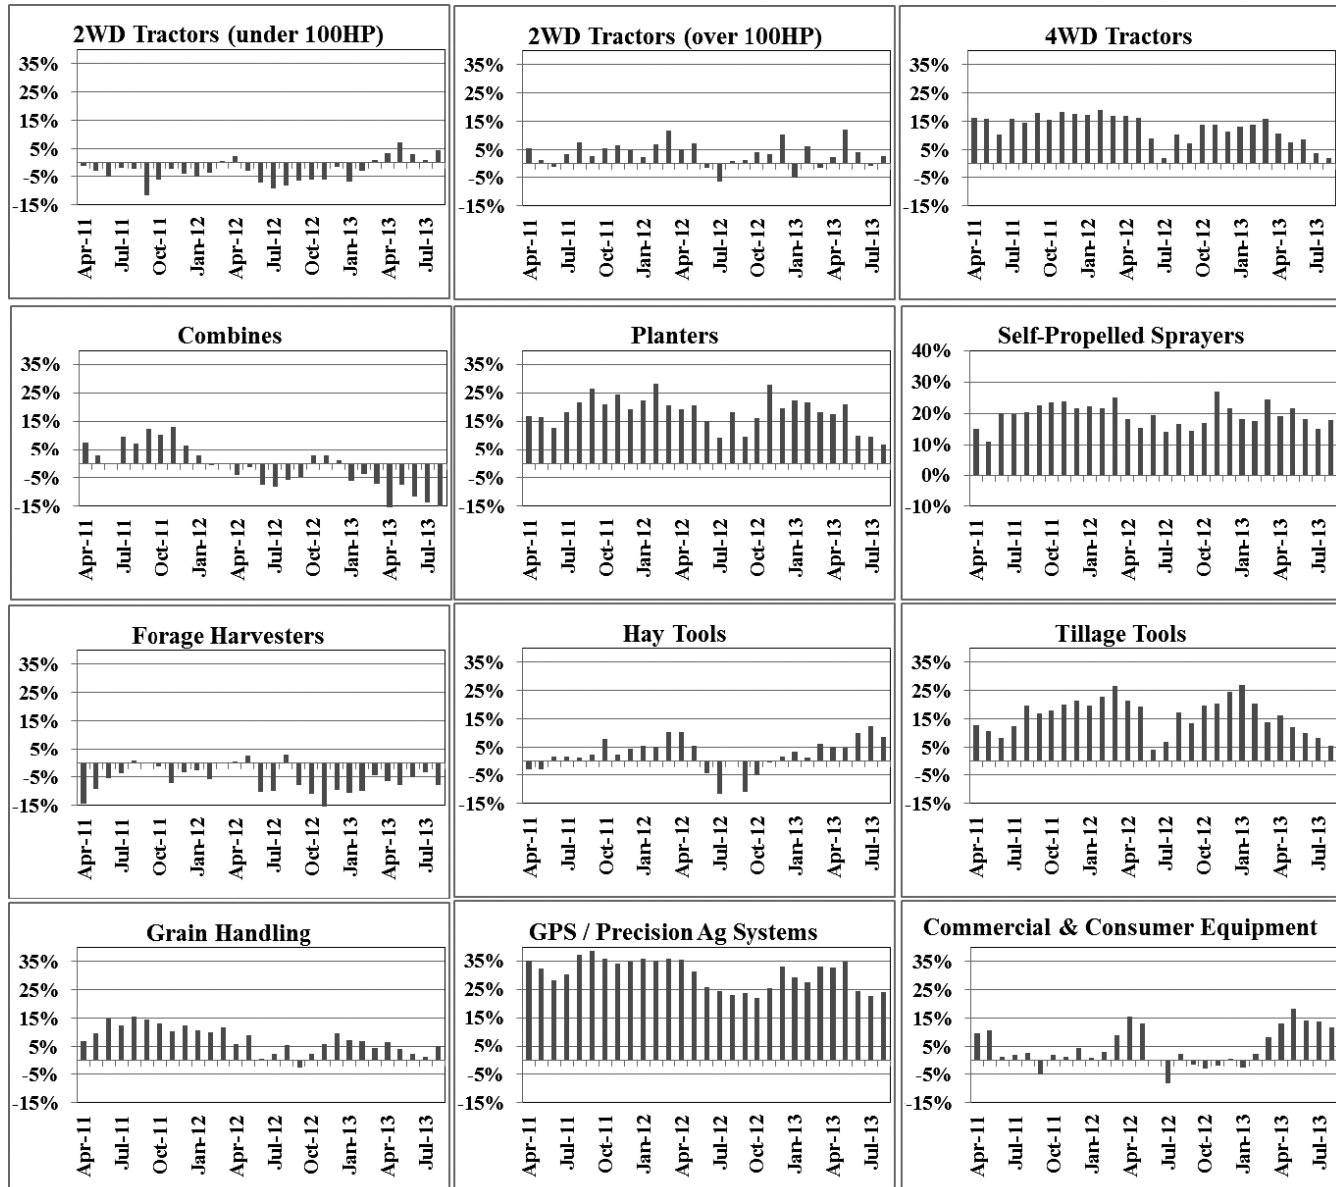 2WD Tractors (under 100HP)
35%
25%
15%
5%
-5%
-15%
Apr-11
Jul-11
Oct-11
Jan-12
Apr-12
Jul-12
Oct-12
Jan-13
Apr-13
Jul-13
2WD Tractors (over 100HP)
35%
25%
15%
5%
-5%
-15%
Apr-11
Jul-11
Oct-11
Jan-12
Apr-12
Jul-12
Oct-12
Jan-13
Apr-13
Jul-13
4WD Tractors
35%
25%
15%
5%
-5%
-15%
Apr-11
Jul-11
Oct-11
Jan-12
Apr-12
Jul-12
Oct-12
Jan-13
Apr-13
Jul-13
Combines
35%
25%
15%
5%
-5%
-15%
Apr-11
Jul-11
Oct-11
Jan-12
Apr-12
Jul-12
Oct-12
Jan-13
Apr-13
Jul-13
Planters
35%
25%
15%
5%
-5%
-15%
Apr-11
Jul-11
Oct-11
Jan-12
Apr-12
Jul-12
Oct-12
Jan-13
Apr-13
Jul-13
Self-Propelled Sprayers
40%
30%
20%
10%
0%
-10%
Apr-11
Jul-11
Oct-11
Jan-12
Apr-12
Jul-12
Oct-12
Jan-13
Apr-13
Jul-13
Forage Harvesters
35%
25%
15%
5%
-5%
-15%
Apr-11
Jul-11
Oct-11
Jan-12
Apr-12
Jul-12
Oct-12
Jan-13
Apr-13
Jul-13
Hay Tools
35%
25%
15%
5%
-5%
-15%
Apr-11
Jul-11
Oct-11
Jan-12
Apr-12
Jul-12
Oct-12
Jan-13
Apr-13
Jul-13
Tillage Tools
35%
25%
15%
5%
-5%
-15%
Apr-11
Jul-11
Oct-11
Jan-12
Apr-12
Jul-12
Oct-12
Jan-13
Apr-13
Jul-13
Grain Handling
35%
25%
15%
5%
-5%
-15%
Apr-11
Jul-11
Oct-11
Jan-12
Apr-12
Jul-12
Oct-12
Jan-13
Apr-13
Jul-13
GPS / Precision Ag Systems
35%
25%
15%
5%
-5%
-15%
Apr-11
Jul-11
Oct-11
Jan-12
Apr-12
Jul-12
Oct-12
Jan-13
Apr-13
Jul-13
Commercial & Consumer Equipment
35%
25%
15%
5%
-5%
-15%
Apr-11
Jul-11
Oct-11
Jan-12
Apr-12
Jul-12
Oct-12
Jan-13
Apr-13
Jul-13